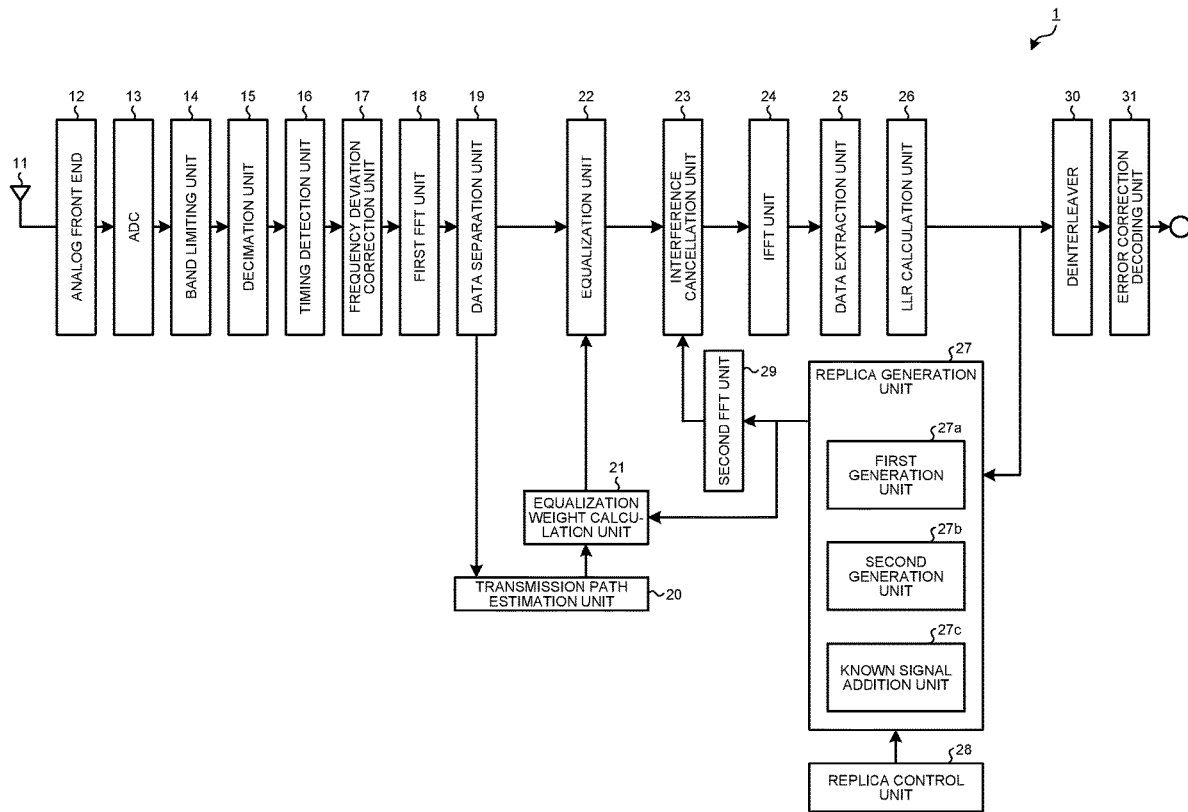 1
11
12
13
14
15
16
17
18
19
22
23
24
25
26
30
31
ANALOG FRONT END
ADC
BAND LIMITING UNIT
DECIMATION UNIT
TIMING DETECTION UNIT
FREQUENCY DEVIATION
CORRECTION UNIT
FIRST FFT UNIT
DATA SEPARATION UNIT
EQUALIZATION UNIT
INTERFERENCE
CANCELLATION UNIT
IFFT UNIT
DATA EXTRACTION UNIT
LLR CALCULATION UNIT
DEINTERLEAVER
ERROR CORRECTION
DECODING UNIT
29
SECOND FFT UNIT
27
REPLICA GENERATION
UNIT
27a
FIRST
GENERATION
UNIT
27b
SECOND
GENERATION
UNIT
27c
KNOWN SIGNAL
ADDITION UNIT
21
EQUALIZATION
WEIGHT CALCU-
LATION UNIT
TRANSMISSION PATH
ESTIMATION UNIT
20
28
REPLICA CONTROL
UNIT